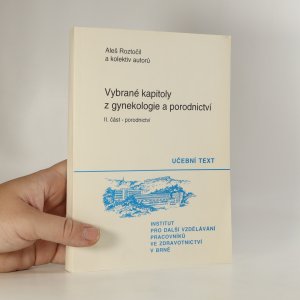 Aleš Roztočil
a kolektiv autorů
Vybrané kapitoly
z gynekologie a porodnictví
II. část - porodnictví
UČEBNÍ TEXT
INSTITUT
PRO DALŠÍ VZDĚLÁVÁNÍ
PRACOVNÍKŮ
VE ZDRAVOTNICTVÍ
V BRNĚ